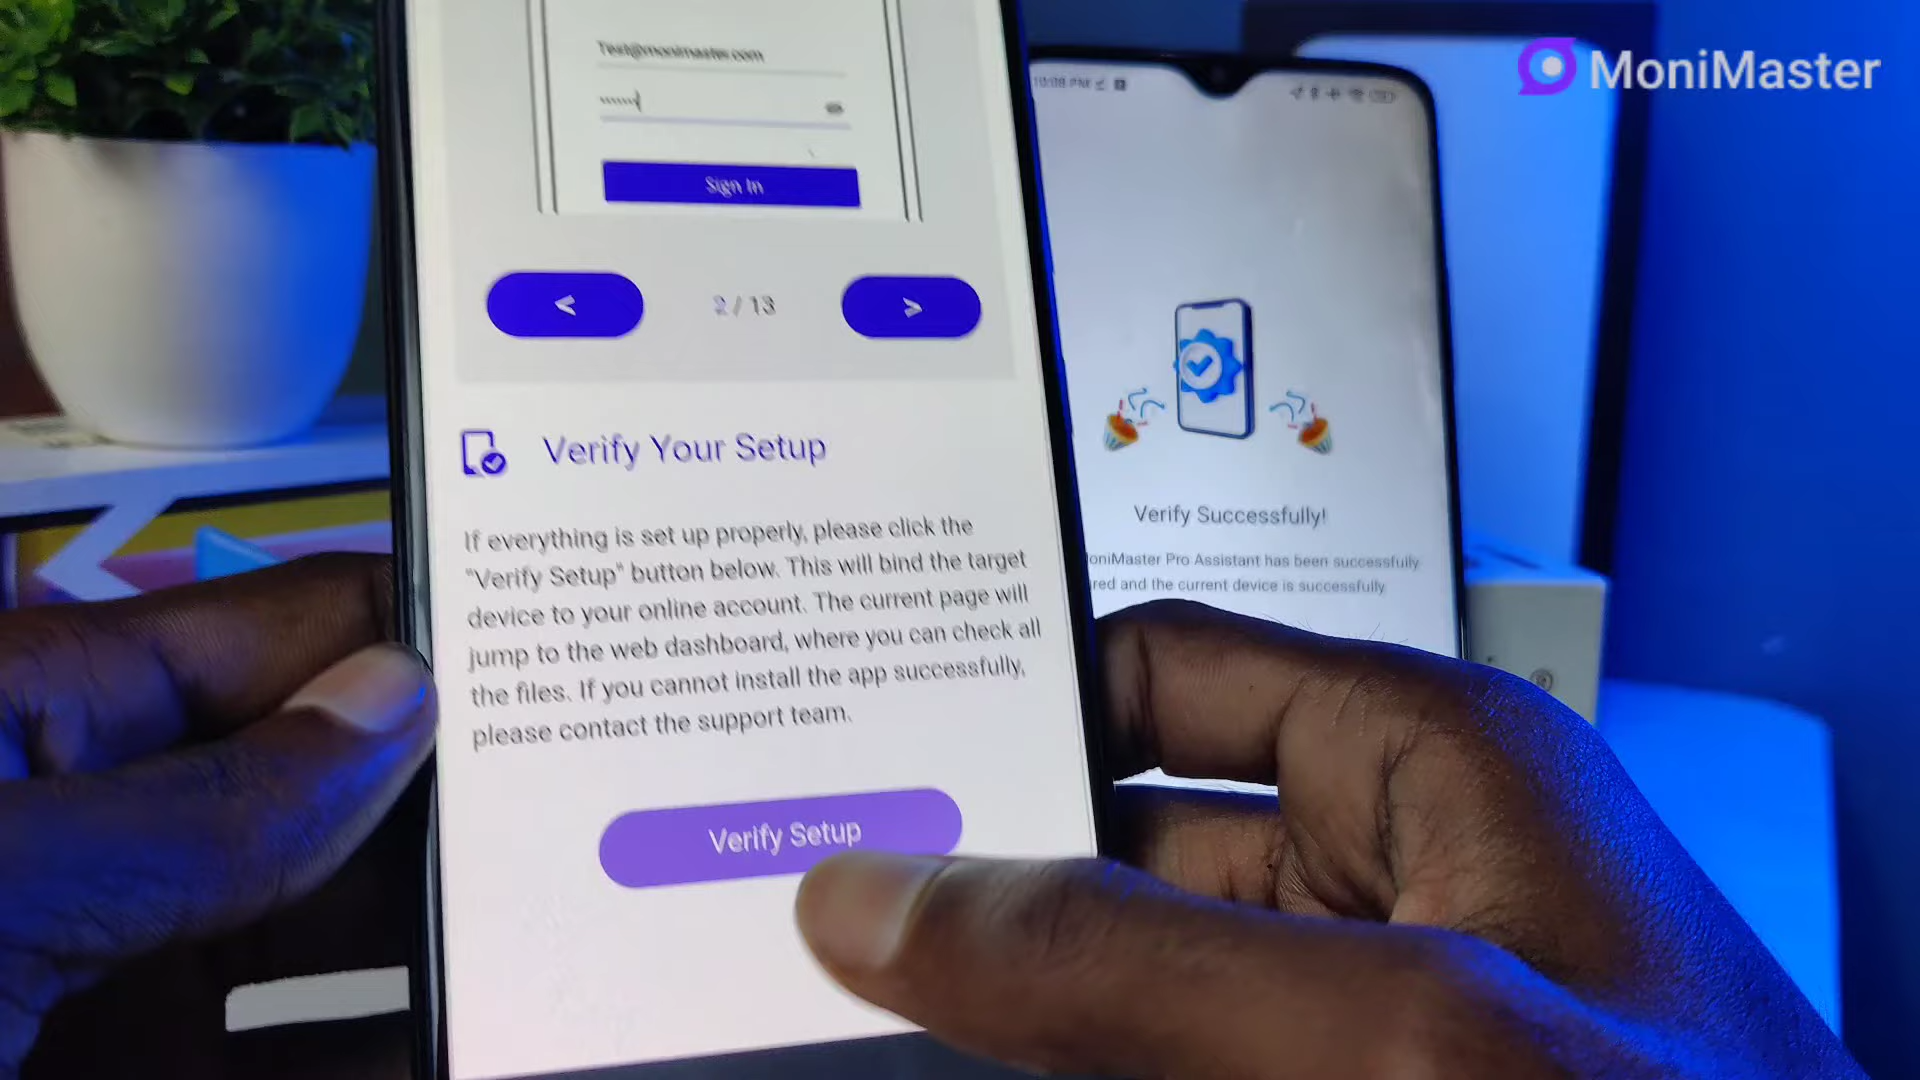 MoniMaster
Test@monimaster.com
Sign In
< 2 / 13 >
Verify Your Setup
If everything is set up properly, please click the
"Verify Setup" button below. This will bind the target
device to your online account. The current page will
jump to the web dashboard, where you can check all
the files. If you cannot install the app successfully,
please contact the support team.
Verify Setup
10:08 PM
Verify Successfully!
oniMaster Pro Assistant has been successfully
red and the current device is successfully